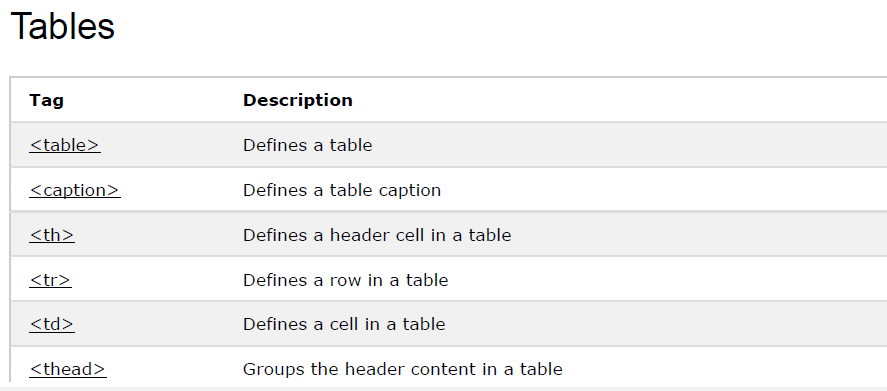 Tables
Tag Description
<table> Defines a table
<caption> Defines a table caption
<th> Defines a header cell in a table
<tr> Defines a row in a table
<td> Defines a cell in a table
<thead> Groups the header content in a table